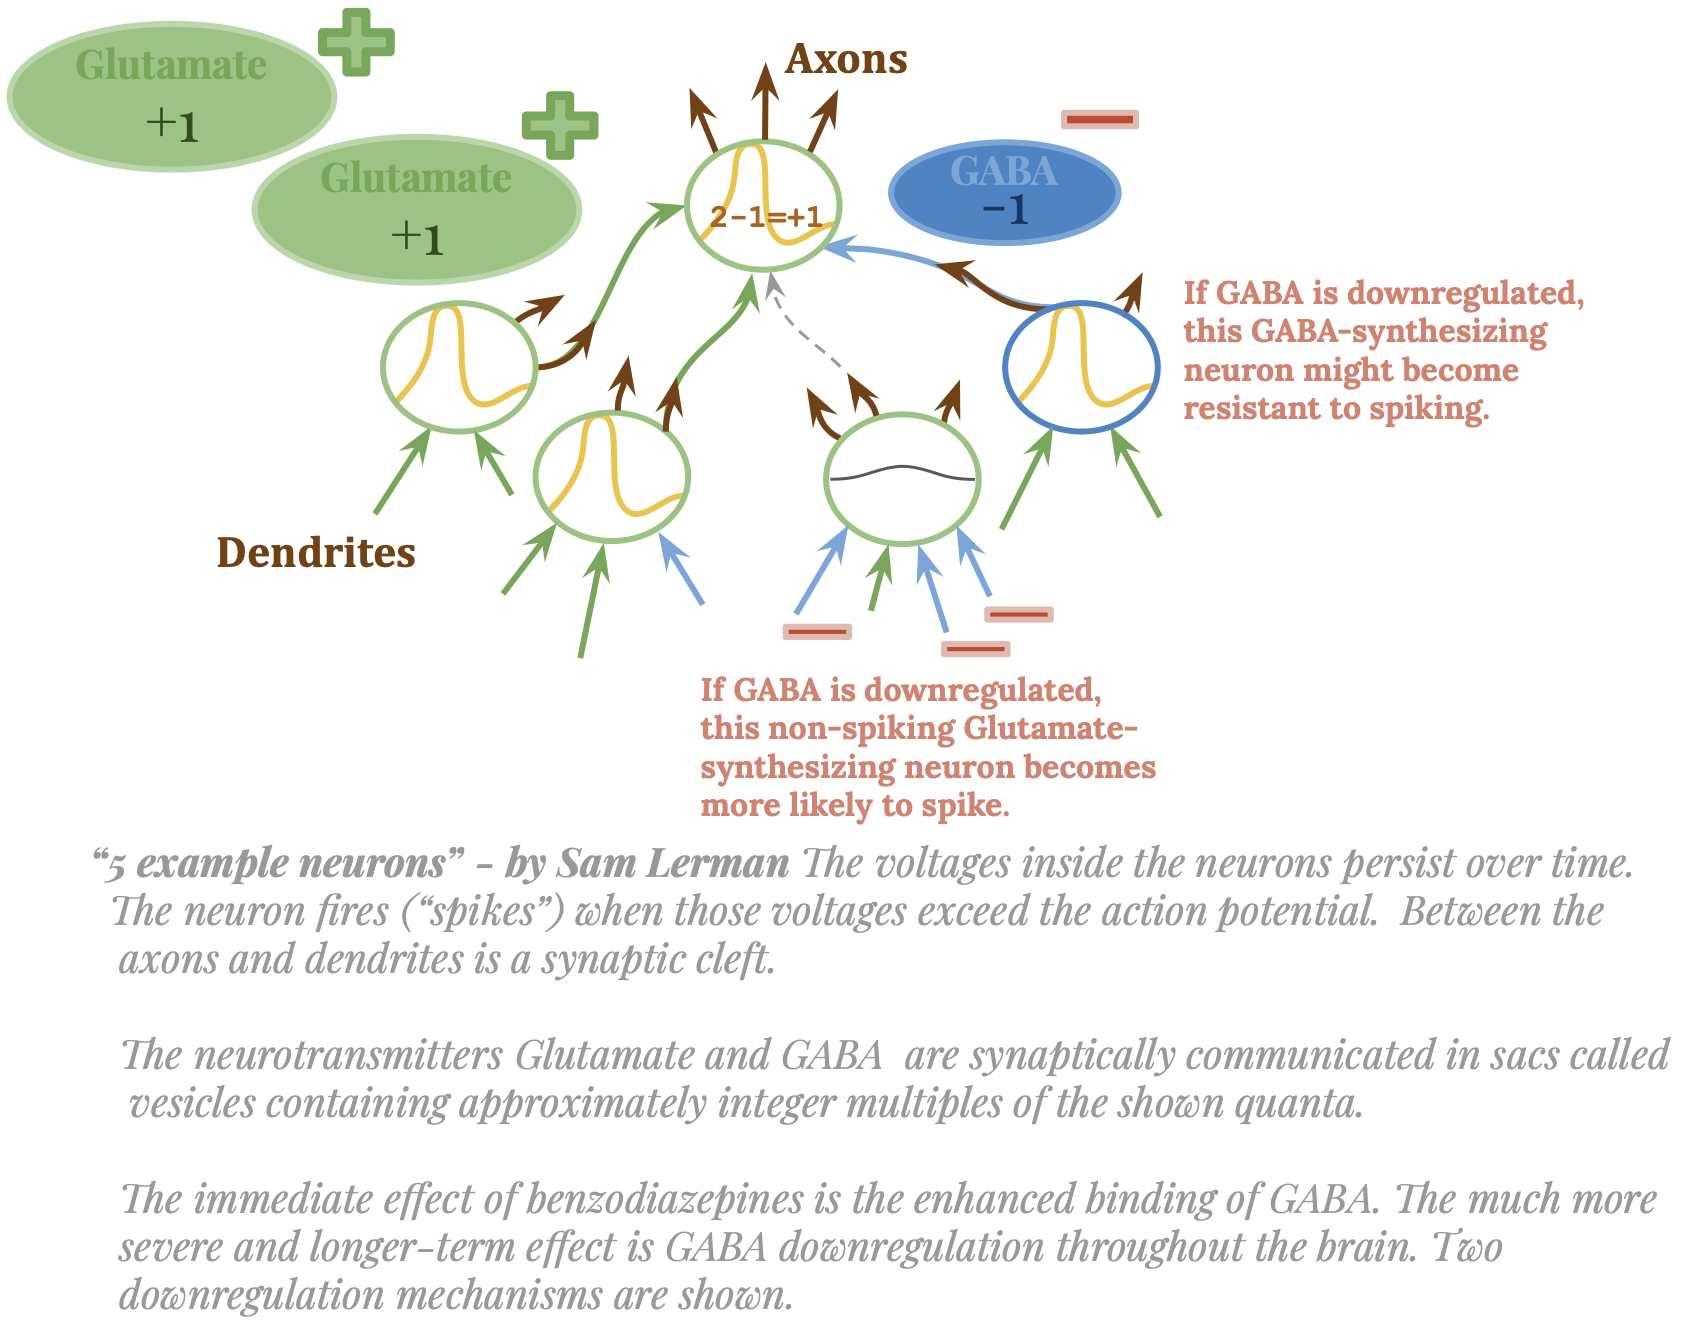 Glutamate
+1
Glutamate
+1
Axons
2-1=+1
GABA
-1
If GABA is downregulated,
this GABA-synthesizing
neuron might become
resistant to spiking.
Dendrites
If GABA is downregulated,
this non-spiking Glutamate-
synthesizing neuron becomes
more likely to spike.
“5 example neurons” - by Sam Lerman The voltages inside the neurons persist over time.
The neuron fires (“spikes”) when those voltages exceed the action potential. Between the
axons and dendrites is a synaptic cleft.
The neurotransmitters Glutamate and GABA are synaptically communicated in sacs called
vesicles containing approximately integer multiples of the shown quanta.
The immediate effect of benzodiazepines is the enhanced binding of GABA. The much more
severe and longer-term effect is GABA downregulation throughout the brain. Two
downregulation mechanisms are shown.